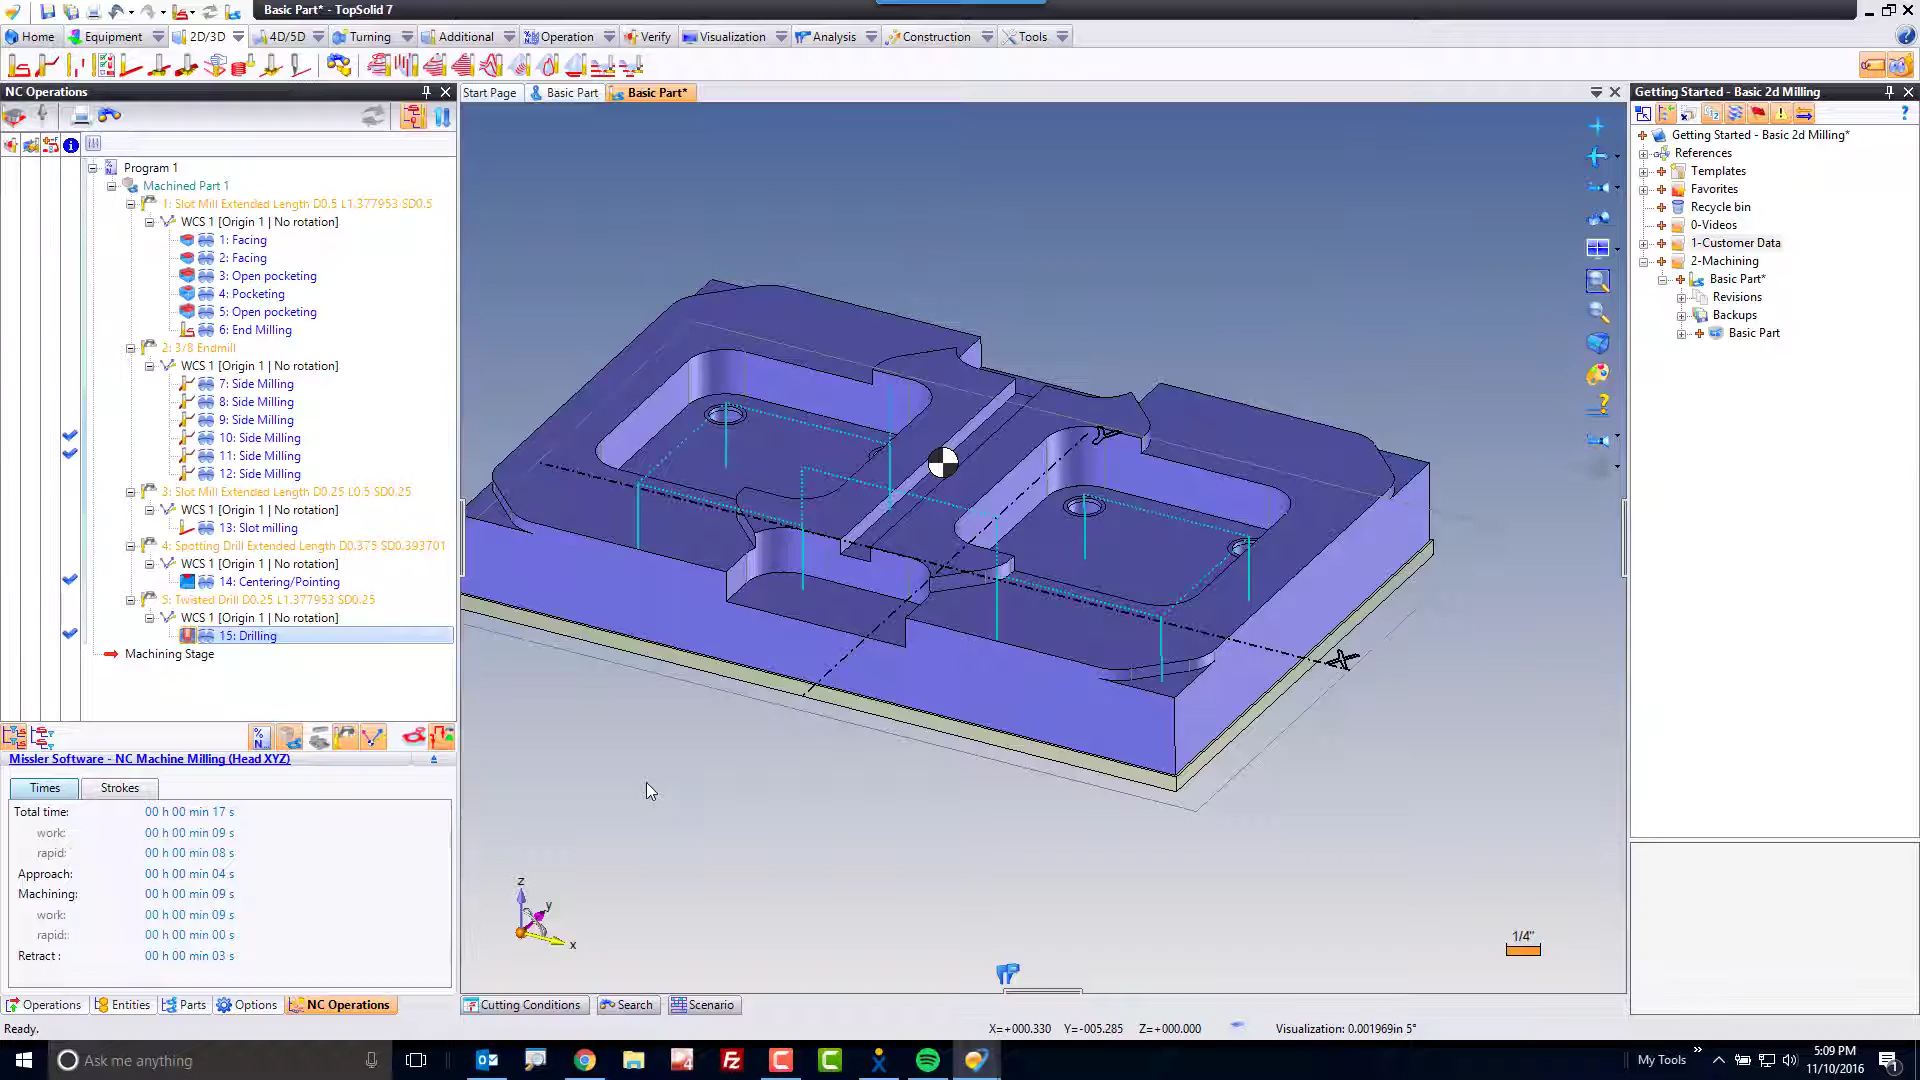 Basic Part* - TopSolid 7
Home Equipment 2D/3D 4D/5D Turning Additional Operation Verify Visualization Analysis Construction Tools
NC Operations
Start Page Basic Part Basic Part*
Getting Started - Basic 2d Milling
Program 1
Machined Part 1
1: Slot Mill Extended Length D0.5 L1.377953 SD0.5
WCS 1 [Origin 1 | No rotation]
1: Facing
2: Facing
3: Open pocketing
4: Pocketing
5: Open pocketing
6: End Milling
2: 3/8 Endmill
WCS 1 [Origin 1 | No rotation]
7: Side Milling
8: Side Milling
9: Side Milling
10: Side Milling
11: Side Milling
12: Side Milling
3: Slot Mill Extended Length D0.25 L0.5 SD0.25
WCS 1 [Origin 1 | No rotation]
13: Slot milling
4: Spotting Drill Extended Length D0.375 SD0.393701
WCS 1 [Origin 1 | No rotation]
14: Centering/Pointing
5: Twisted Drill D0.25 L1.377953 SD0.25
WCS 1 [Origin 1 | No rotation]
15: Drilling
Machining Stage
Getting Started - Basic 2d Milling*
References
Templates
Favorites
Recycle bin
0-Videos
1-Customer Data
2-Machining
Basic Part*
Revisions
Backups
Basic Part
Y
X
z
y
x
1/4"
Missler Software - NC Machine Milling (Head XYZ)
Times Strokes
Total time: 00 h 00 min 17 s
work: 00 h 00 min 09 s
rapid: 00 h 00 min 08 s
Approach: 00 h 00 min 04 s
Machining: 00 h 00 min 09 s
work: 00 h 00 min 09 s
rapid: 00 h 00 min 00 s
Retract : 00 h 00 min 03 s
Operations Entities Parts Options NC Operations
Cutting Conditions Search Scenario
Ready.
X=+000.330 Y=-005.285 Z=+000.000 Visualization: 0.001969in 5°
Ask me anything
My Tools
5:09 PM
11/10/2016